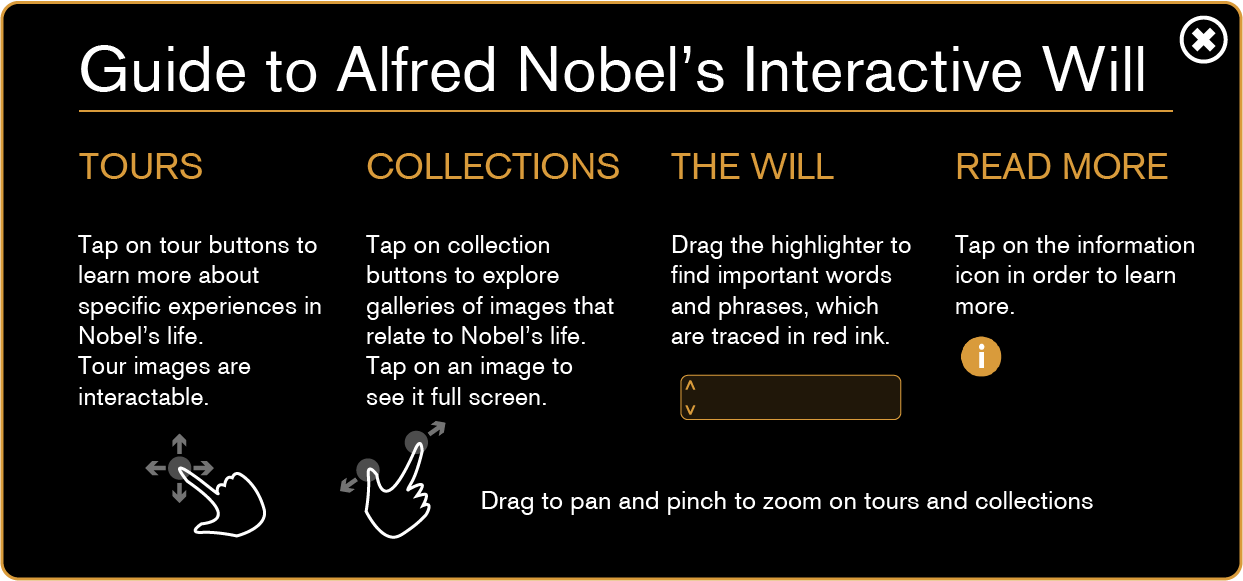 Guide to Alfred Nobel’s Interactive Will
TOURS
Tap on tour buttons to
learn more about
specific experiences in
Nobel’s life.
Tour images are
interactable.
COLLECTIONS
Tap on collection
buttons to explore
galleries of images that
relate to Nobel’s life.
Tap on an image to
see it full screen.
THE WILL
Drag the highlighter to
find important words
and phrases, which
are traced in red ink.
READ MORE
Tap on the information
icon in order to learn
more.
i
Drag to pan and pinch to zoom on tours and collections